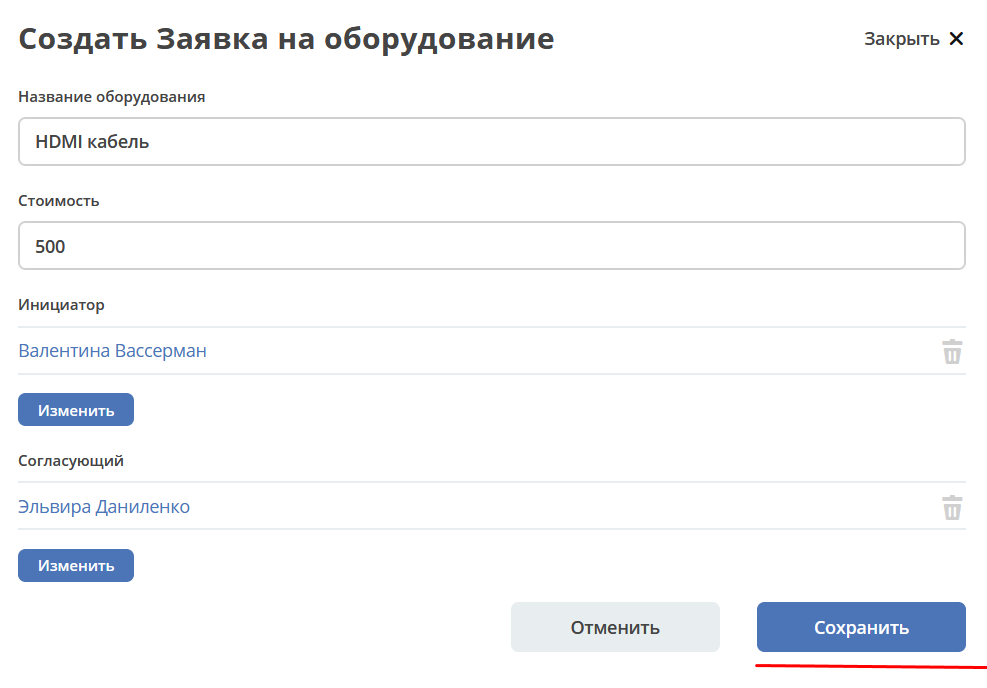 Создать Заявка на оборудование
Закрыть
Название оборудования
HDMI кабель
Стоимость
500
Инициатор
Валентина Вассерман
Изменить
Согласующий
Эльвира Даниленко
Изменить
Отменить
Сохранить